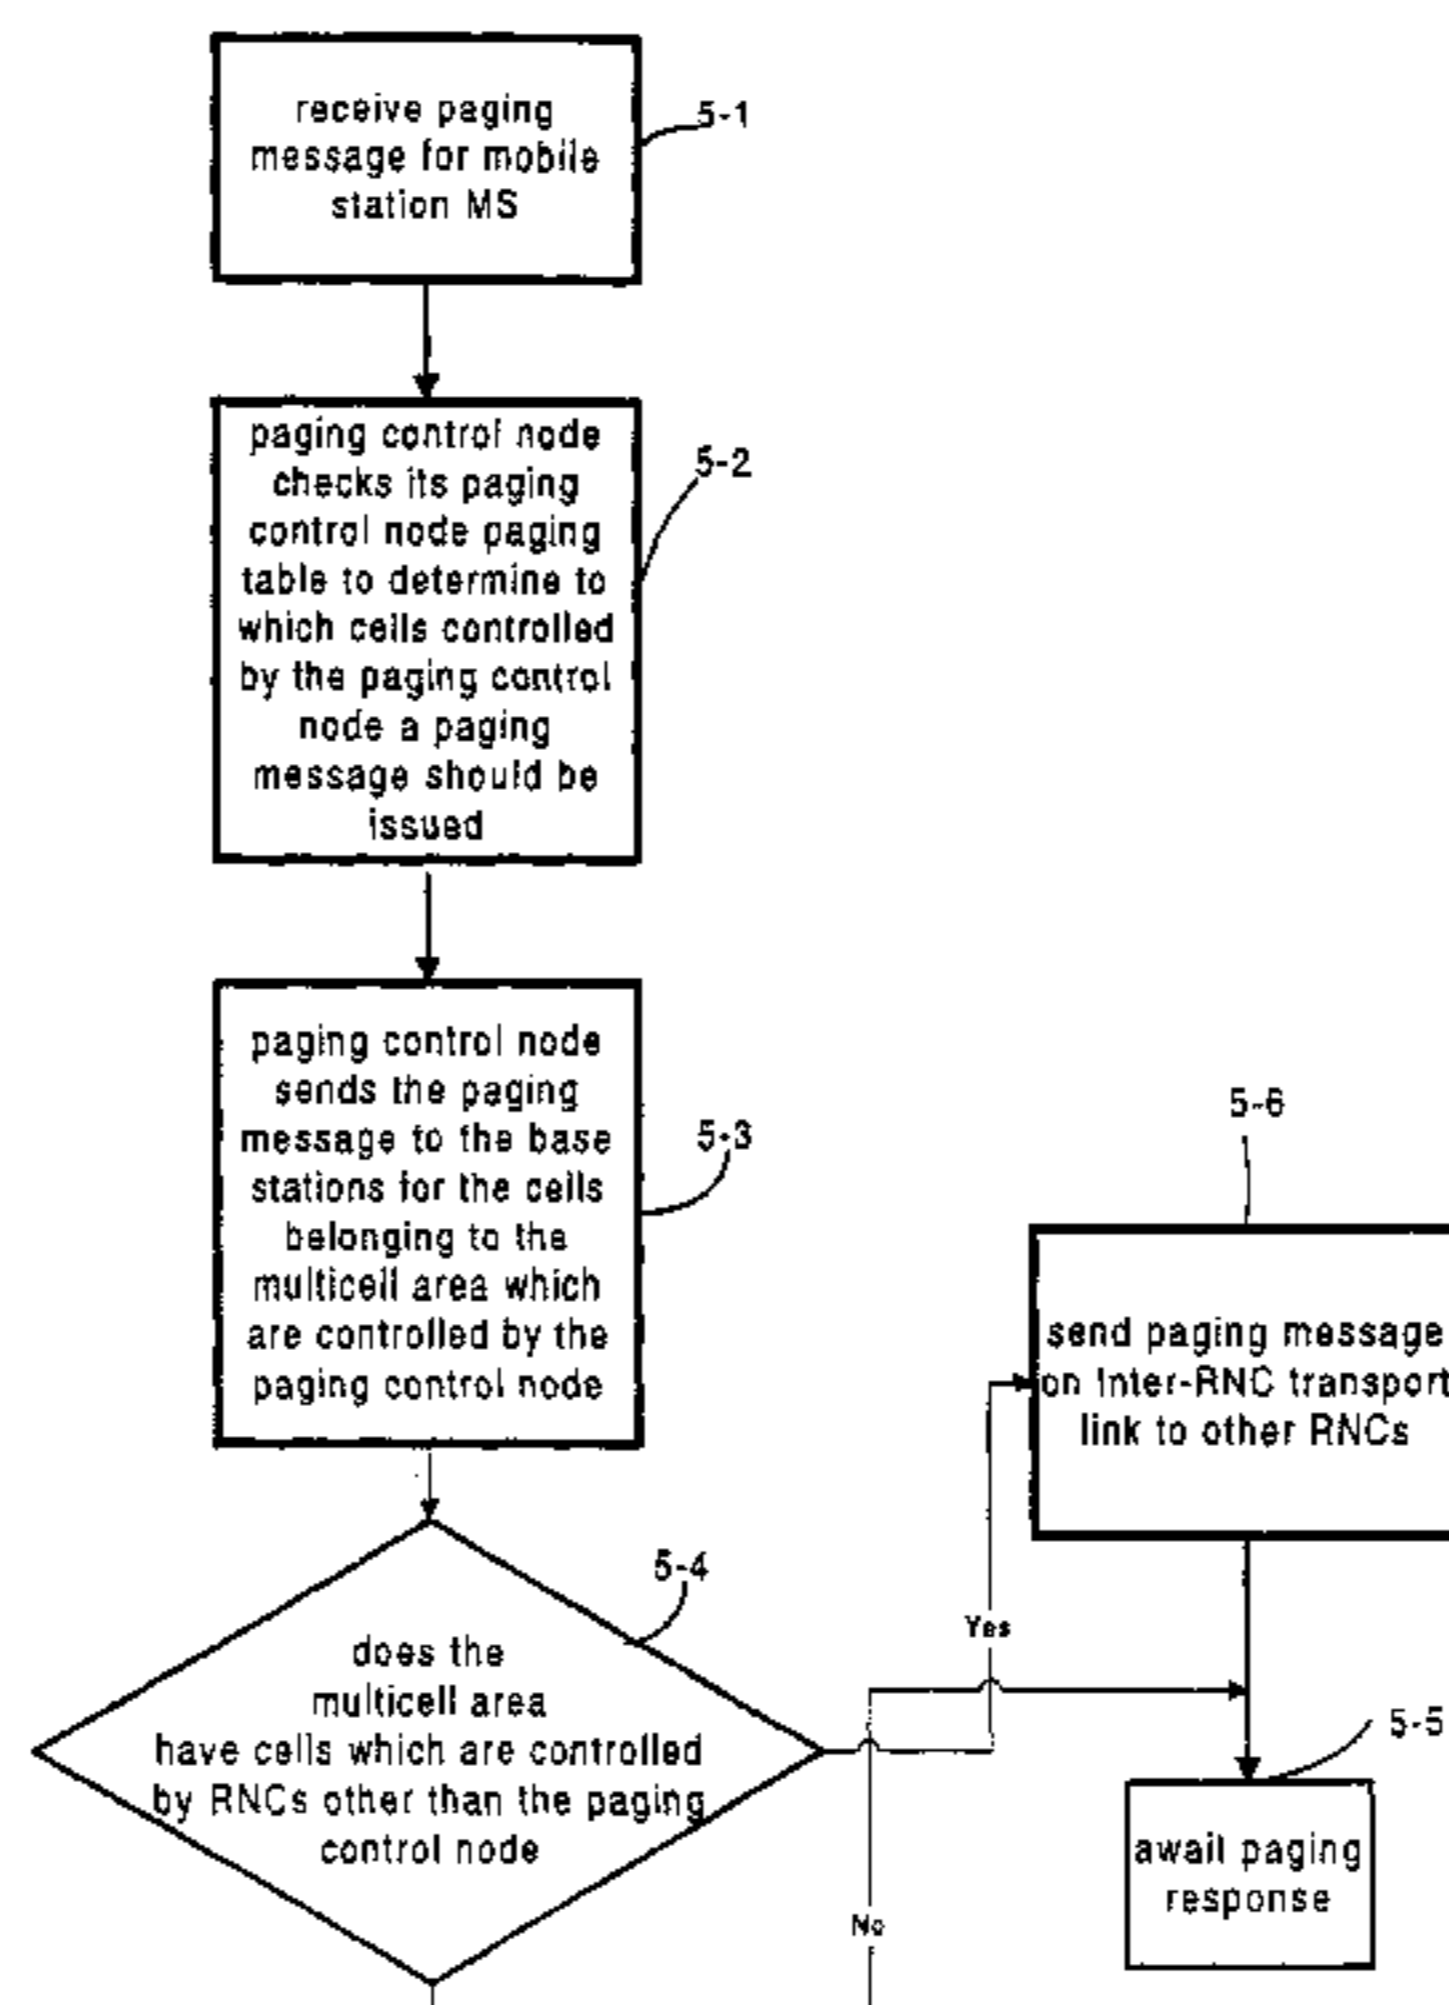 receive paging
message for mobile
station MS
5-1
paging control node
checks its paging
control node paging
table to determine to
which cells controlled
by the paging control
node a paging
message should be
issued
5-2
paging control node
sends the paging
message to the base
stations for the cells
belonging to the
multicell area which
are controlled by the
paging control node
5-3
does the
multicell area
have cells which are controlled
by RNCs other than the paging
control node
5-4
Yes
No
5-6
send paging message
on Inter-RNC transport
link to other RNCs
5-5
await paging
response